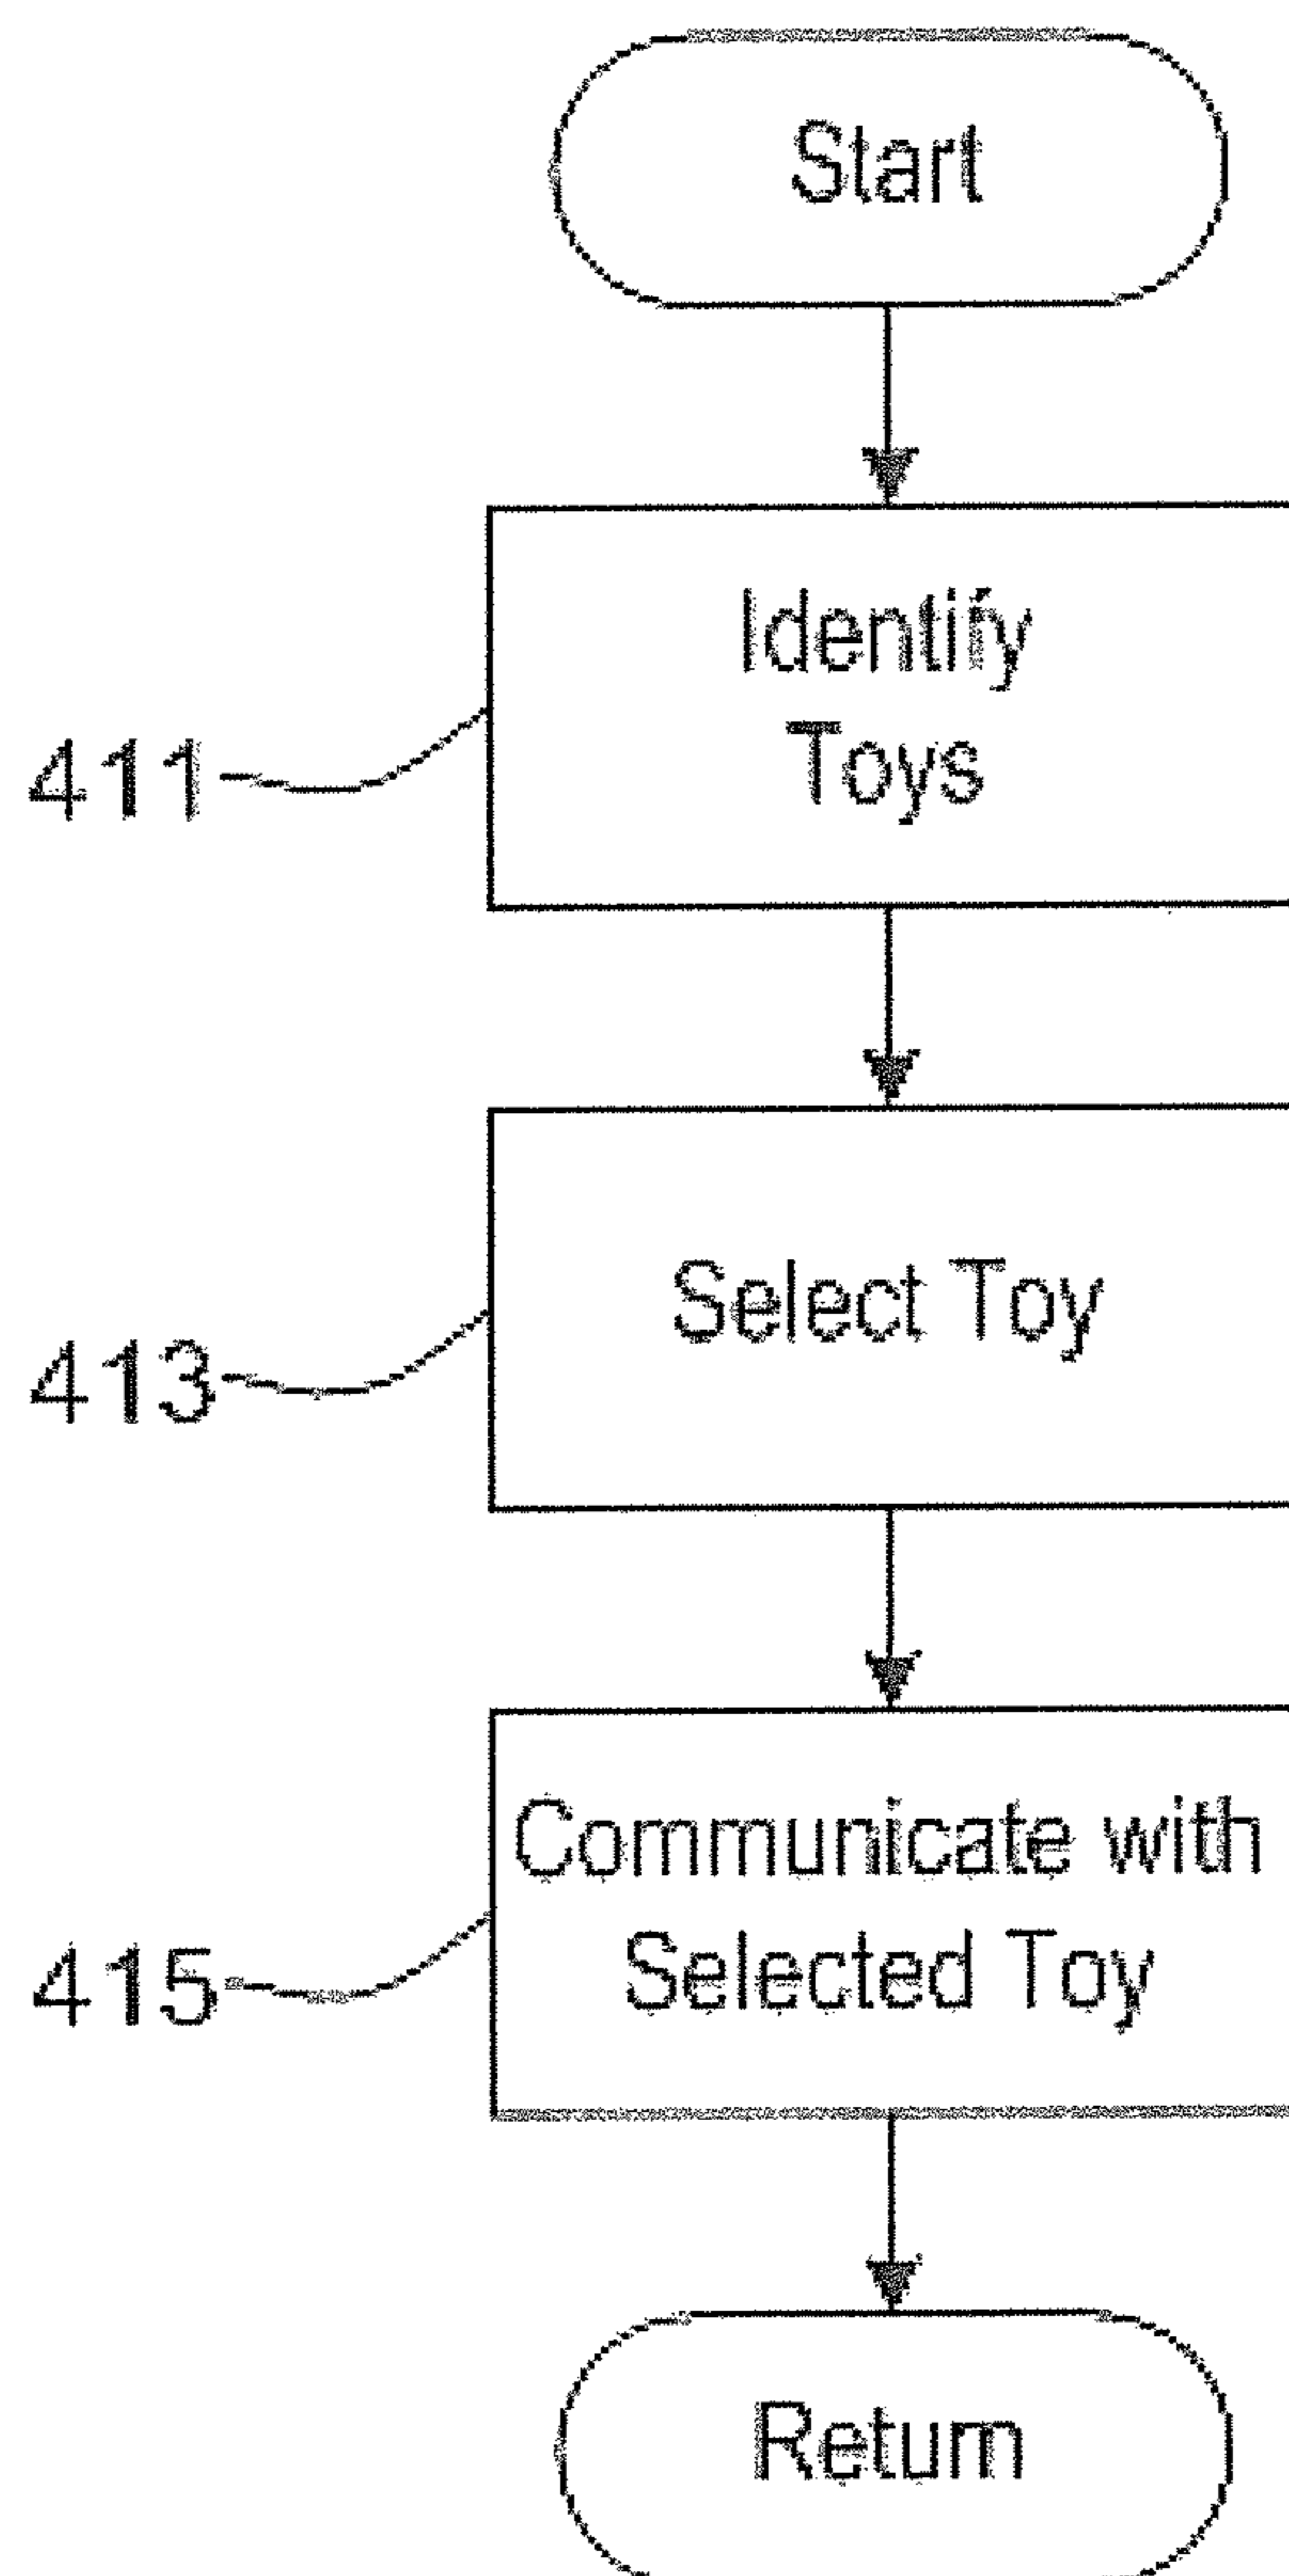 Start
Identify
Toys
411
Select Toy
413
Communicate with
Selected Toy
415
Return